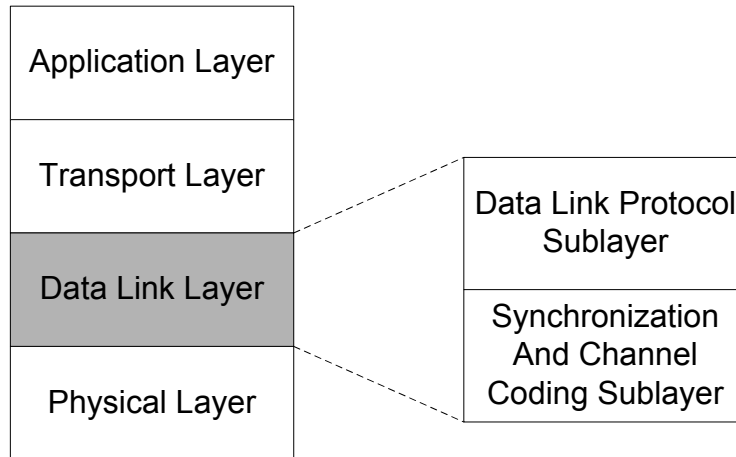 Application Layer
Transport Layer
Data Link Layer
Physical Layer
Data Link Protocol
Sublayer
Synchronization
And Channel
Coding Sublayer